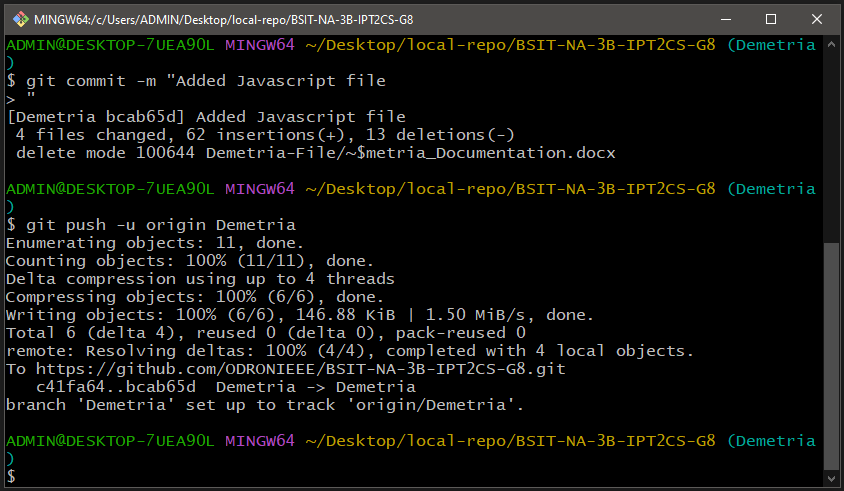 MINGW64:/c/Users/ADMIN/Desktop/local-repo/BSIT-NA-3B-IPT2CS-G8
ADMIN@DESKTOP-7UEA9OL MINGW64 ~/Desktop/local-repo/BSIT-NA-3B-IPT2CS-G8 (Demetria
)
$ git commit -m "Added Javascript file
> "
[Demetria bcab65d] Added Javascript file
 4 files changed, 62 insertions(+), 13 deletions(-)
 delete mode 100644 Demetria-File/~$metria_Documentation.docx
ADMIN@DESKTOP-7UEA9OL MINGW64 ~/Desktop/local-repo/BSIT-NA-3B-IPT2CS-G8 (Demetria
)
$ git push -u origin Demetria
Enumerating objects: 11, done.
Counting objects: 100% (11/11), done.
Delta compression using up to 4 threads
Compressing objects: 100% (6/6), done.
Writing objects: 100% (6/6), 146.88 KiB | 1.50 MiB/s, done.
Total 6 (delta 4), reused 0 (delta 0), pack-reused 0
remote: Resolving deltas: 100% (4/4), completed with 4 local objects.
To https://github.com/ODRONIEEE/BSIT-NA-3B-IPT2CS-G8.git
   c41fa64..bcab65d  Demetria -> Demetria
branch 'Demetria' set up to track 'origin/Demetria'.
ADMIN@DESKTOP-7UEA9OL MINGW64 ~/Desktop/local-repo/BSIT-NA-3B-IPT2CS-G8 (Demetria
)
$